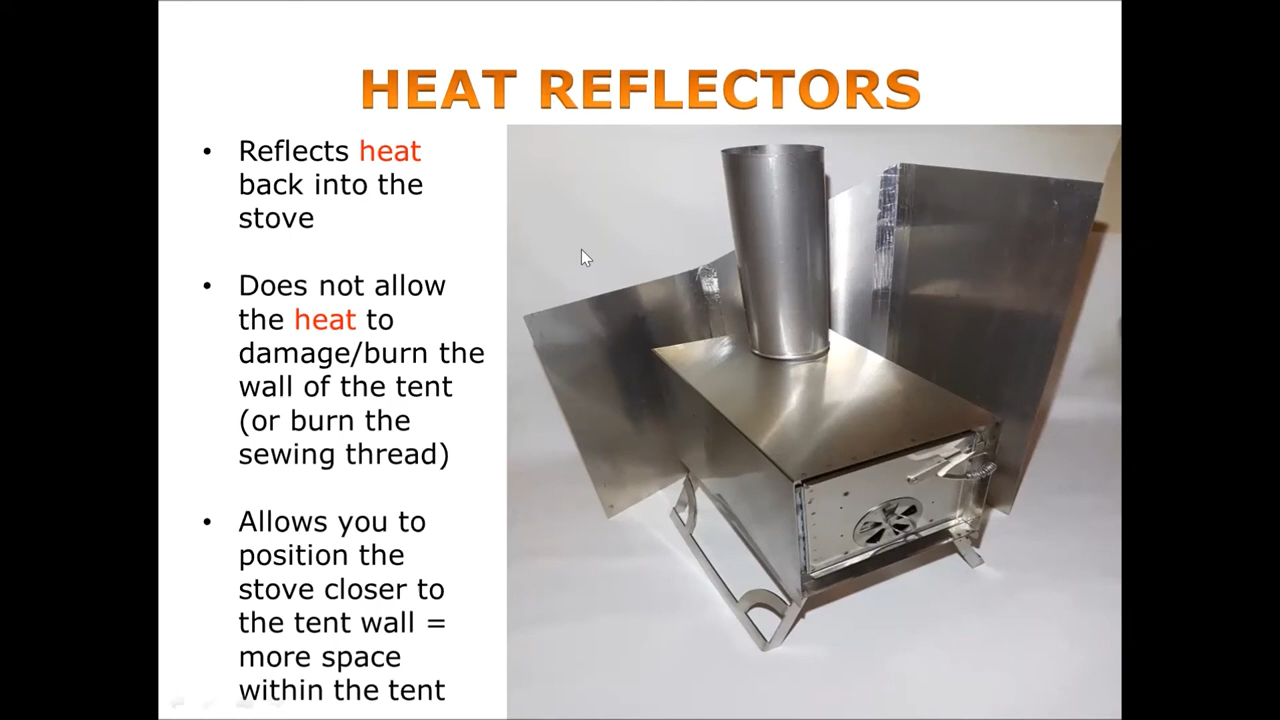 HEAT REFLECTORS
• Reflects heat
back into the
stove
• Does not allow
the heat to
damage/burn the
wall of the tent
(or burn the
sewing thread)
• Allows you to
position the
stove closer to
the tent wall =
more space
within the tent